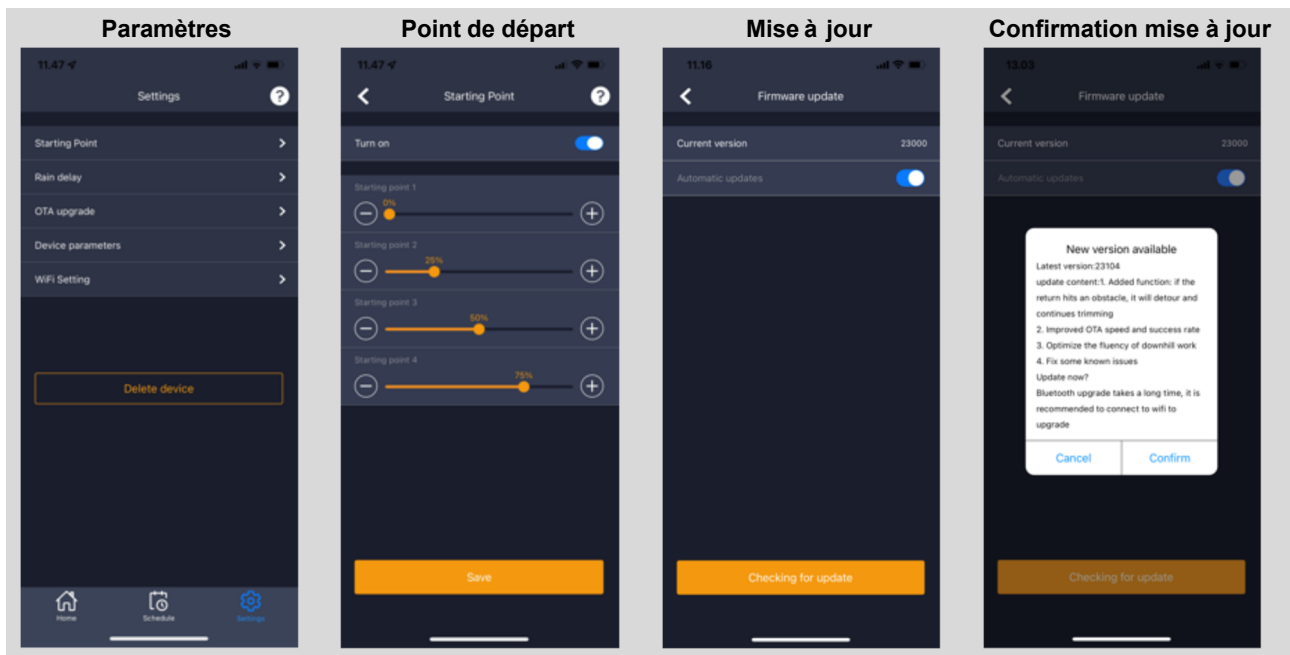 Paramètres
11.47
Settings
?
Starting Point
Rain delay
OTA upgrade
Device parameters
WiFi Setting
Delete device
Home
Schedule
Settings
Point de départ
11.47
Starting Point
?
Turn on
Starting point 1
0%
Starting point 2
25%
Starting point 3
50%
Starting point 4
75%
Save
Mise à jour
11.16
Firmware update
Current version 23000
Automatic updates
Checking for update
Confirmation mise à jour
13.03
Firmware update
Current version 23000
Automatic updates
New version available
Latest version:23104
update content:1. Added function: if the
return hits an obstacle, it will detour and
continues trimming
2. Improved OTA speed and success rate
3. Optimize the fluency of downhill work
4. Fix some known issues
Update now?
Bluetooth upgrade takes a long time, it is
recommended to connect to wifi to
upgrade
Cancel Confirm
Checking for update